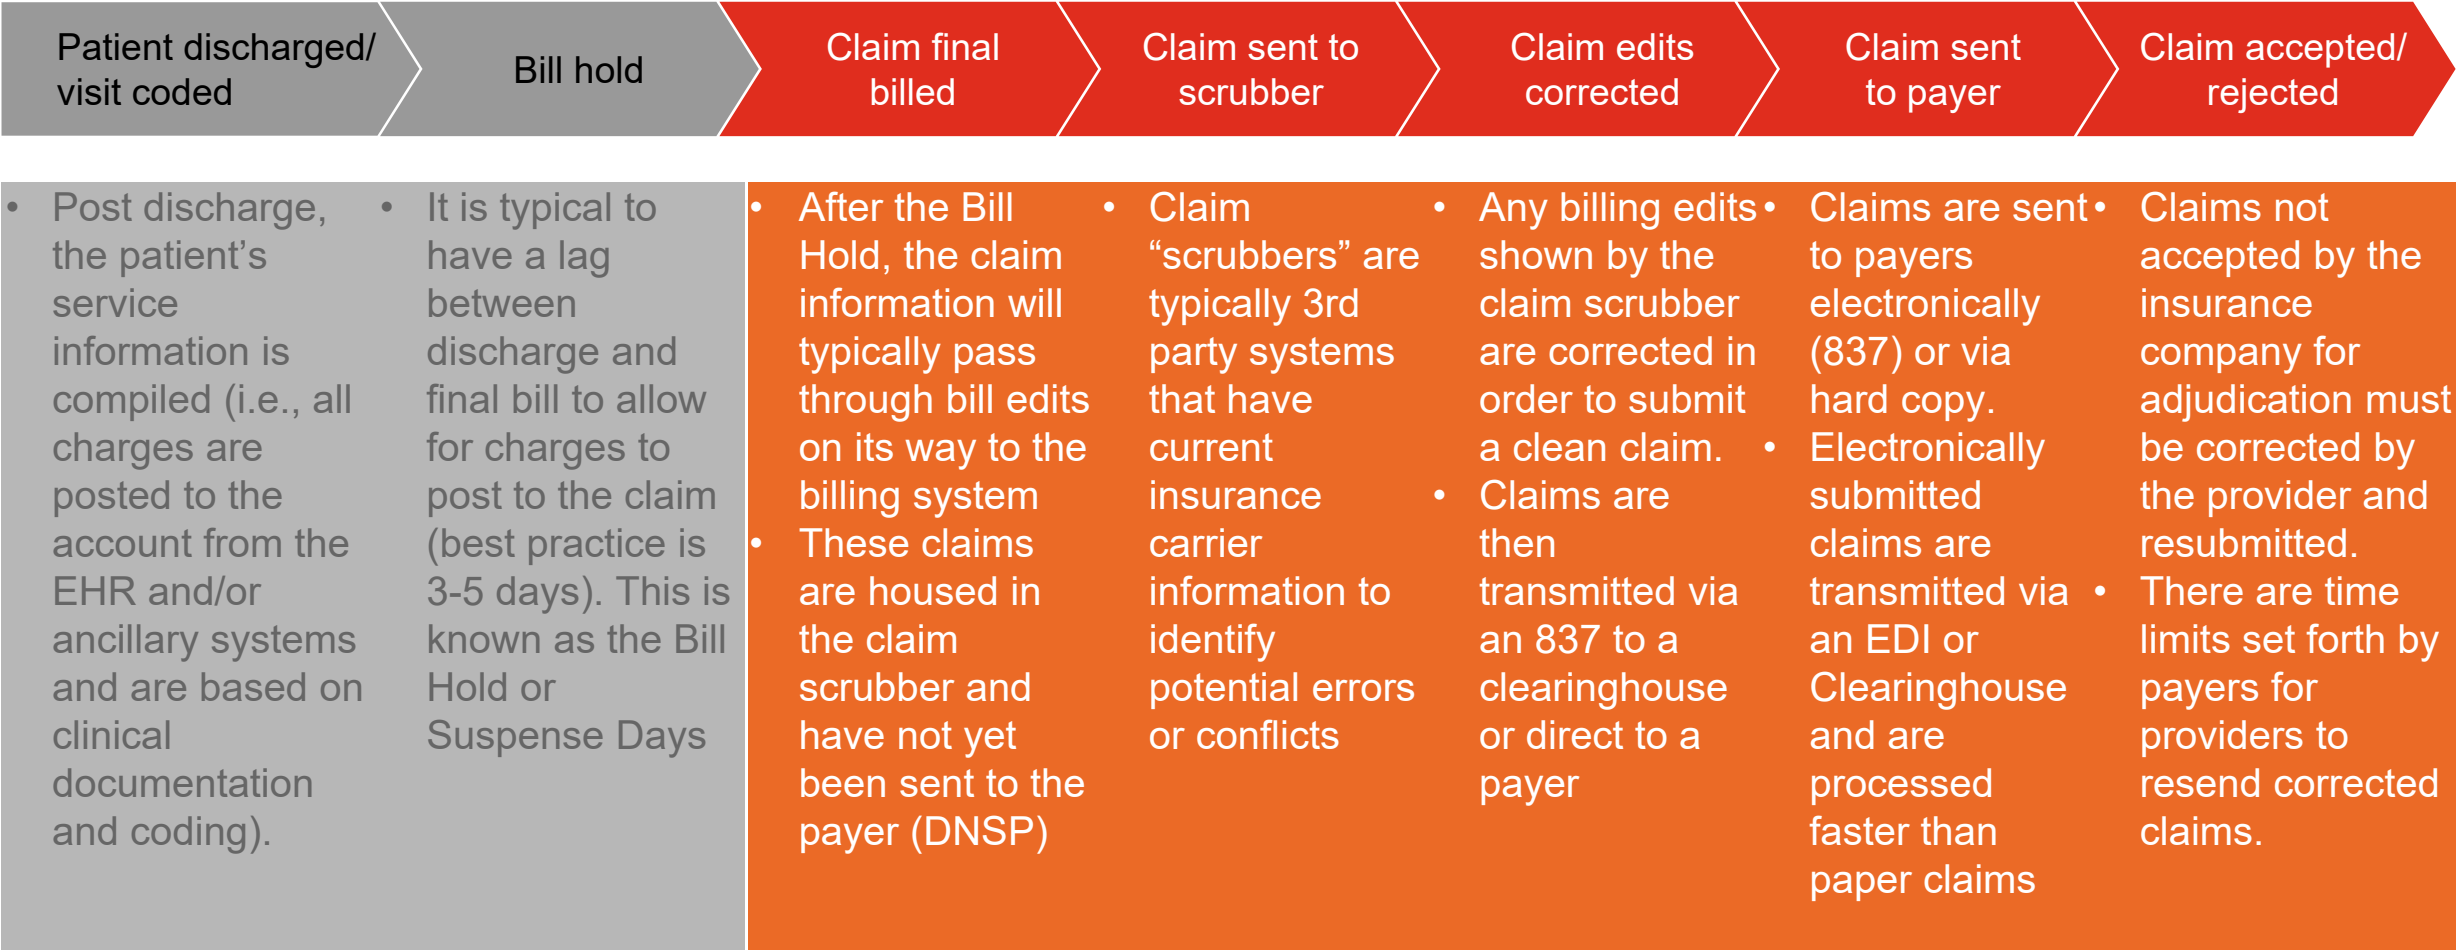 Patient discharged/
visit coded
Bill hold
Claim final
billed
Claim sent to
scrubber
Claim edits
corrected
Claim sent
to payer
Claim accepted/
rejected
• Post discharge,
the patient’s
service
information is
compiled (i.e., all
charges are
posted to the
account from the
EHR and/or
ancillary systems
and are based on
clinical
documentation
and coding).
• It is typical to
have a lag
between
discharge and
final bill to allow
for charges to
post to the claim
(best practice is
3-5 days). This is
known as the Bill
Hold or
Suspense Days
• After the Bill
Hold, the claim
information will
typically pass
through bill edits
on its way to the
billing system
• These claims
are housed in
the claim
scrubber and
have not yet
been sent to the
payer (DNSP)
• Claim
“scrubbers” are
typically 3rd
party systems
that have
current
insurance
carrier
information to
identify
potential errors
or conflicts
• Any billing edits
shown by the
claim scrubber
are corrected in
order to submit
a clean claim.
• Claims are
then
transmitted via
an 837 to a
clearinghouse
or direct to a
payer
• Claims are sent
to payers
electronically
(837) or via
hard copy.
• Electronically
submitted
claims are
transmitted via
an EDI or
Clearinghouse
and are
processed
faster than
paper claims
• Claims not
accepted by the
insurance
company for
adjudication must
be corrected by
the provider and
resubmitted.
• There are time
limits set forth by
payers for
providers to
resend corrected
claims.